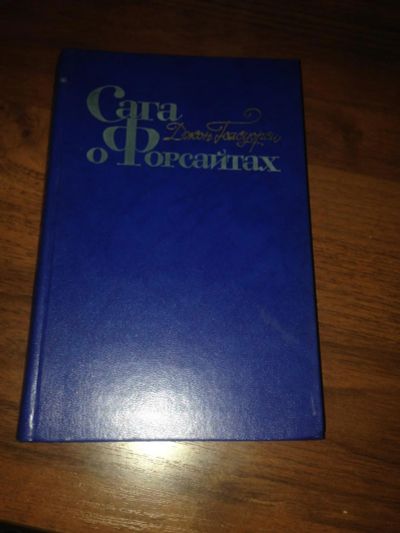 Сага
Джон Голсуорси
о Форсайтах